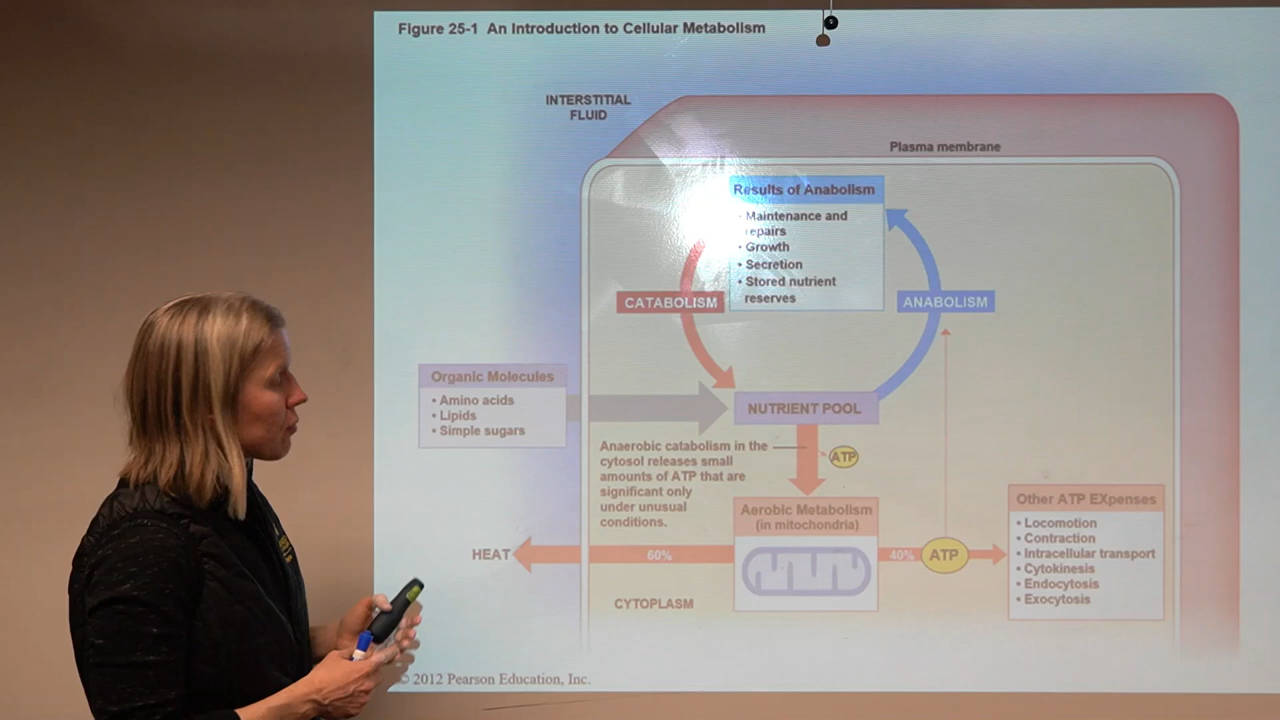 Figure 25-1 An Introduction to Cellular Metabolism
INTERSTITIAL
FLUID
Plasma membrane
Results of Anabolism
• Maintenance and
repairs
• Growth
• Secretion
• Stored nutrient
reserves
CATABOLISM
ANABOLISM
Organic Molecules
• Amino acids
• Lipids
• Simple sugars
NUTRIENT POOL
Anaerobic catabolism in the
cytosol releases small
amounts of ATP that are
significant only
under unusual
conditions.
ATP
Aerobic Metabolism
(in mitochondria)
HEAT
60%
40%
ATP
Other ATP EXpenses
• Locomotion
• Contraction
• Intracellular transport
• Cytokinesis
• Endocytosis
• Exocytosis
CYTOPLASM
© 2012 Pearson Education, Inc.